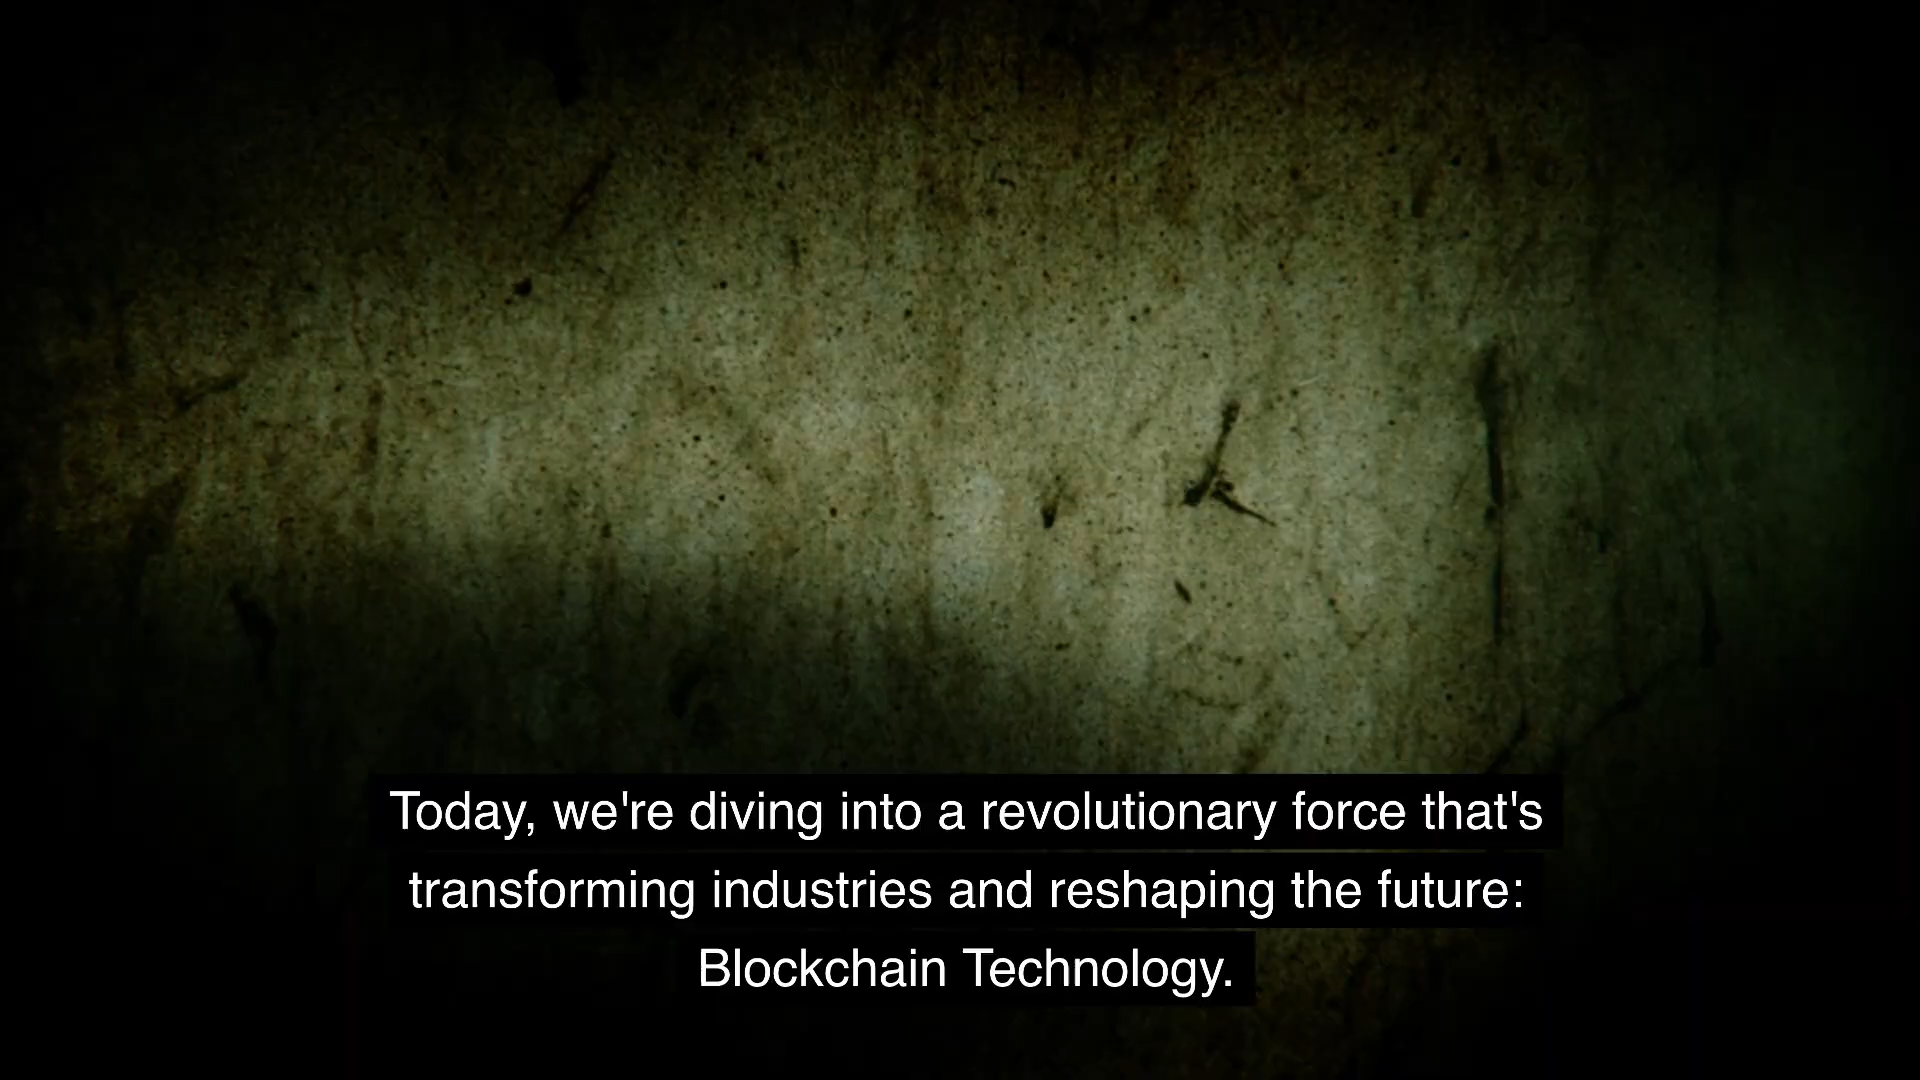 Today, we're diving into a revolutionary force that's
transforming industries and reshaping the future:
Blockchain Technology.